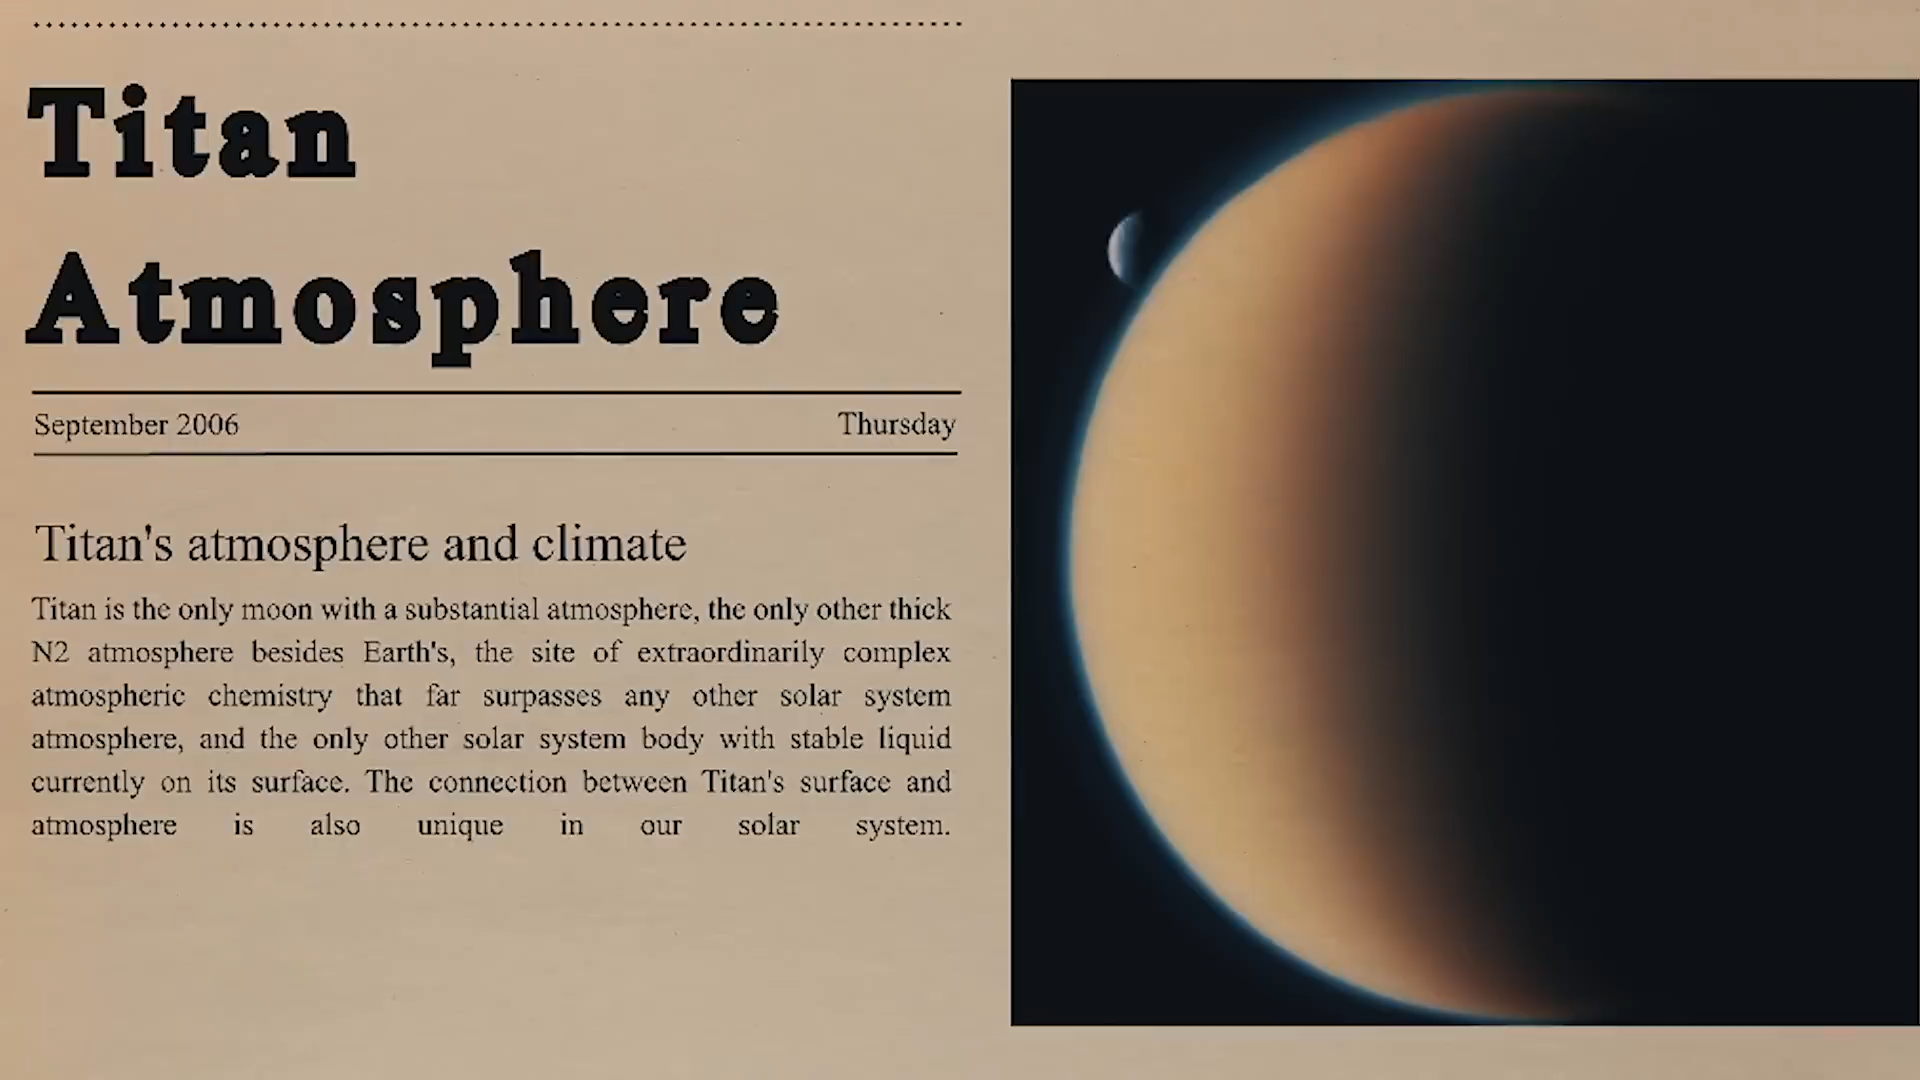 Titan
Atmosphere
September 2006 Thursday
Titan's atmosphere and climate
Titan is the only moon with a substantial atmosphere, the only other thick
N2 atmosphere besides Earth's, the site of extraordinarily complex
atmospheric chemistry that far surpasses any other solar system
atmosphere, and the only other solar system body with stable liquid
currently on its surface. The connection between Titan's surface and
atmosphere is also unique in our solar system.